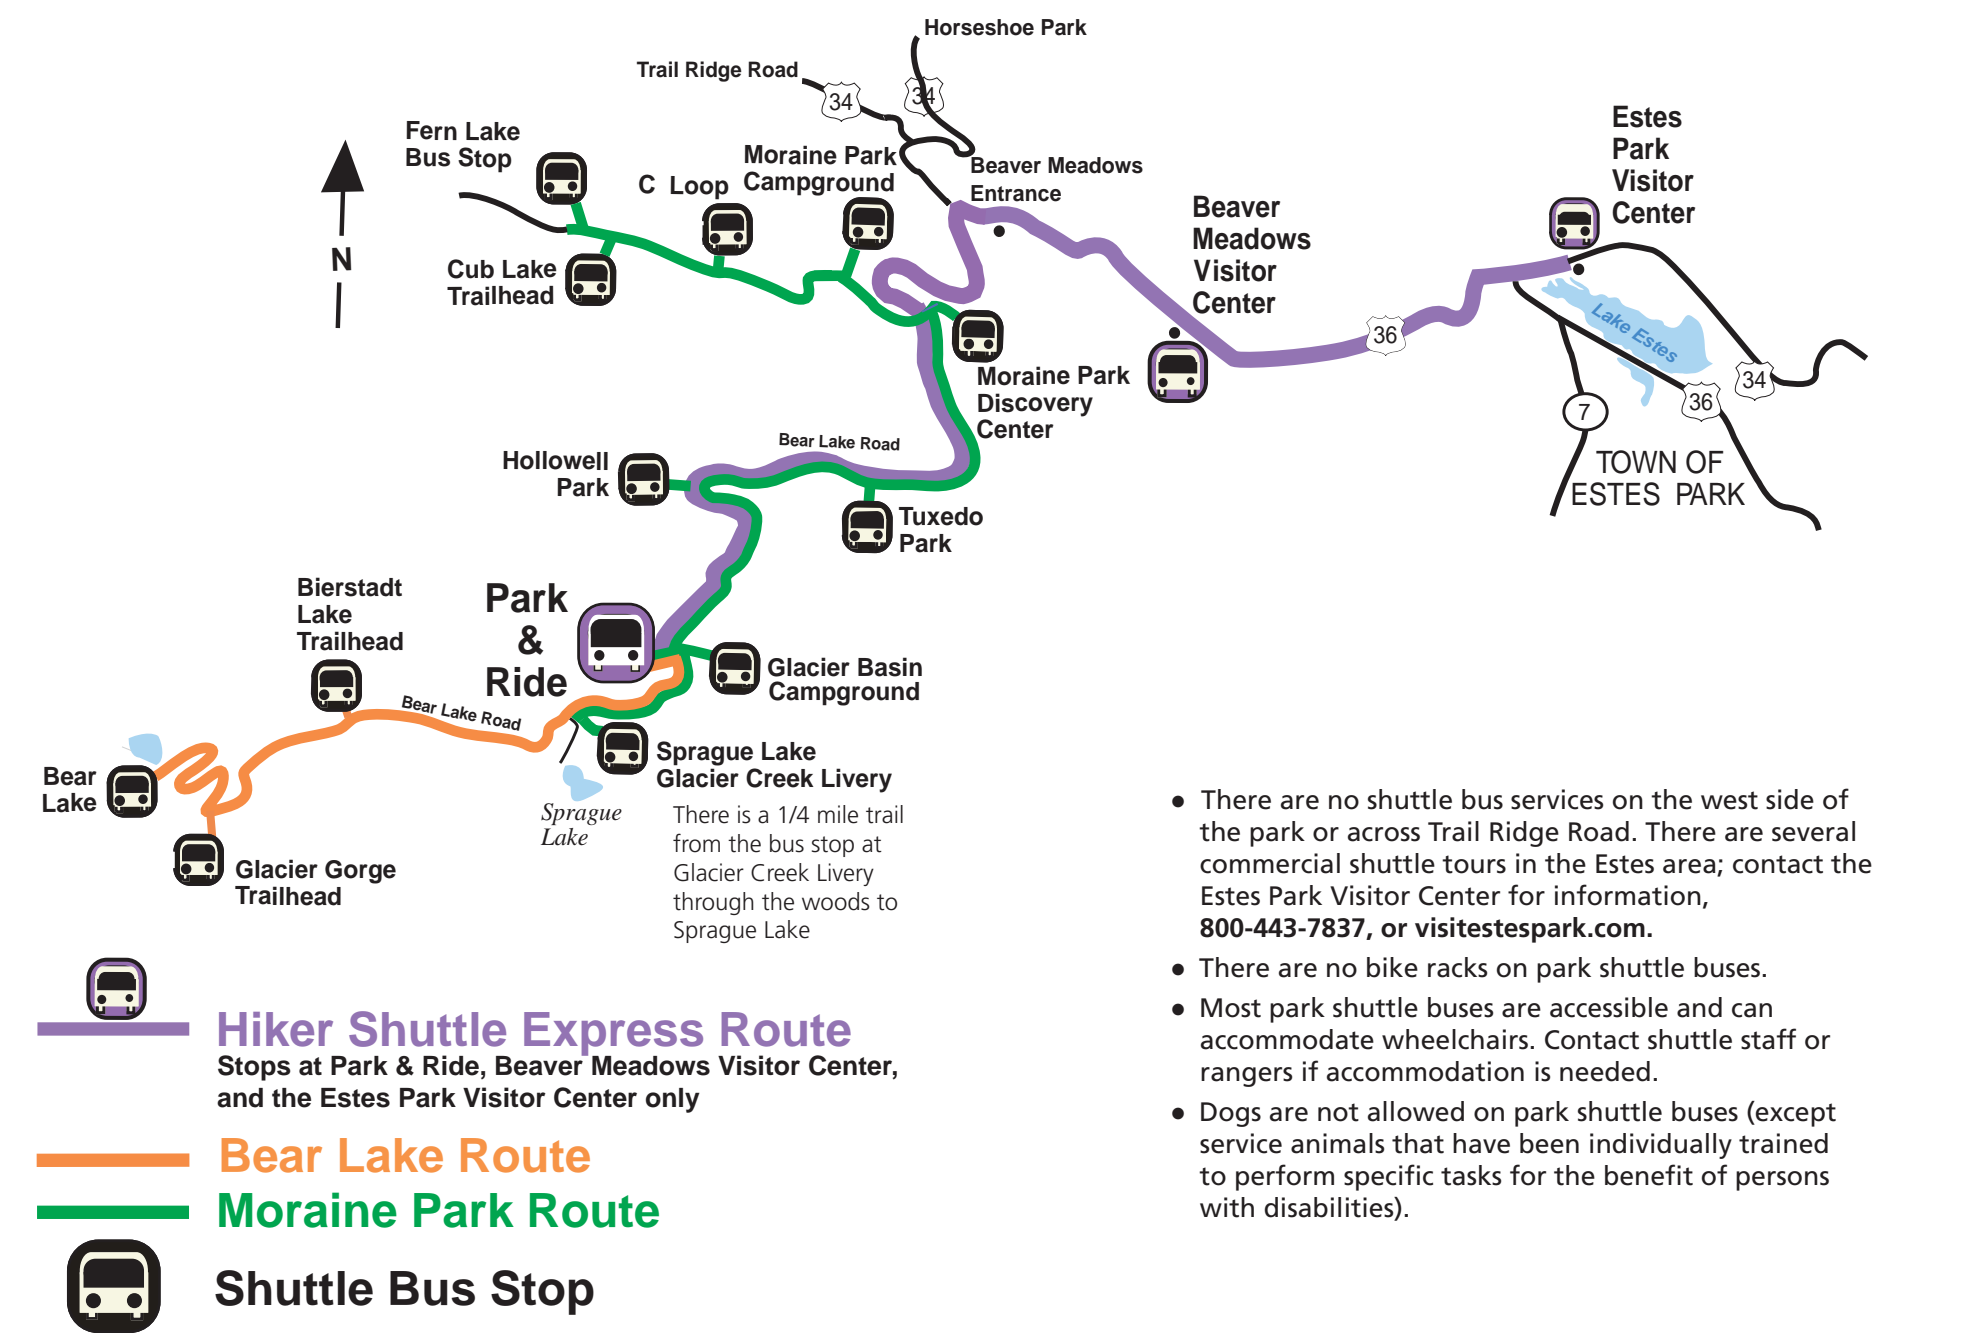 Horseshoe Park
Trail Ridge Road
34
34
Fern Lake
Bus Stop
C Loop
Moraine Park
Campground
Beaver Meadows
Entrance
Estes
Park
Visitor
Center
Beaver
Meadows
Visitor
Center
N
Cub Lake
Trailhead
Lake Estes
36
34
36
7
TOWN OF
ESTES PARK
Moraine Park
Discovery
Center
Bear Lake Road
Hollowell
Park
Tuxedo
Park
Bierstadt
Lake
Trailhead
Park
&
Ride
Glacier Basin
Campground
Bear Lake Road
Sprague Lake
Glacier Creek Livery
Bear
Lake
Sprague
Lake
There is a 1/4 mile trail
from the bus stop at
Glacier Creek Livery
through the woods to
Sprague Lake
Glacier Gorge
Trailhead
Hiker Shuttle Express Route
Stops at Park & Ride, Beaver Meadows Visitor Center,
and the Estes Park Visitor Center only
Bear Lake Route
Moraine Park Route
Shuttle Bus Stop
● There are no shuttle bus services on the west side of
the park or across Trail Ridge Road. There are several
commercial shuttle tours in the Estes area; contact the
Estes Park Visitor Center for information,
800-443-7837, or visitestespark.com.
● There are no bike racks on park shuttle buses.
● Most park shuttle buses are accessible and can
accommodate wheelchairs. Contact shuttle staff or
rangers if accommodation is needed.
● Dogs are not allowed on park shuttle buses (except
service animals that have been individually trained
to perform specific tasks for the benefit of persons
with disabilities).